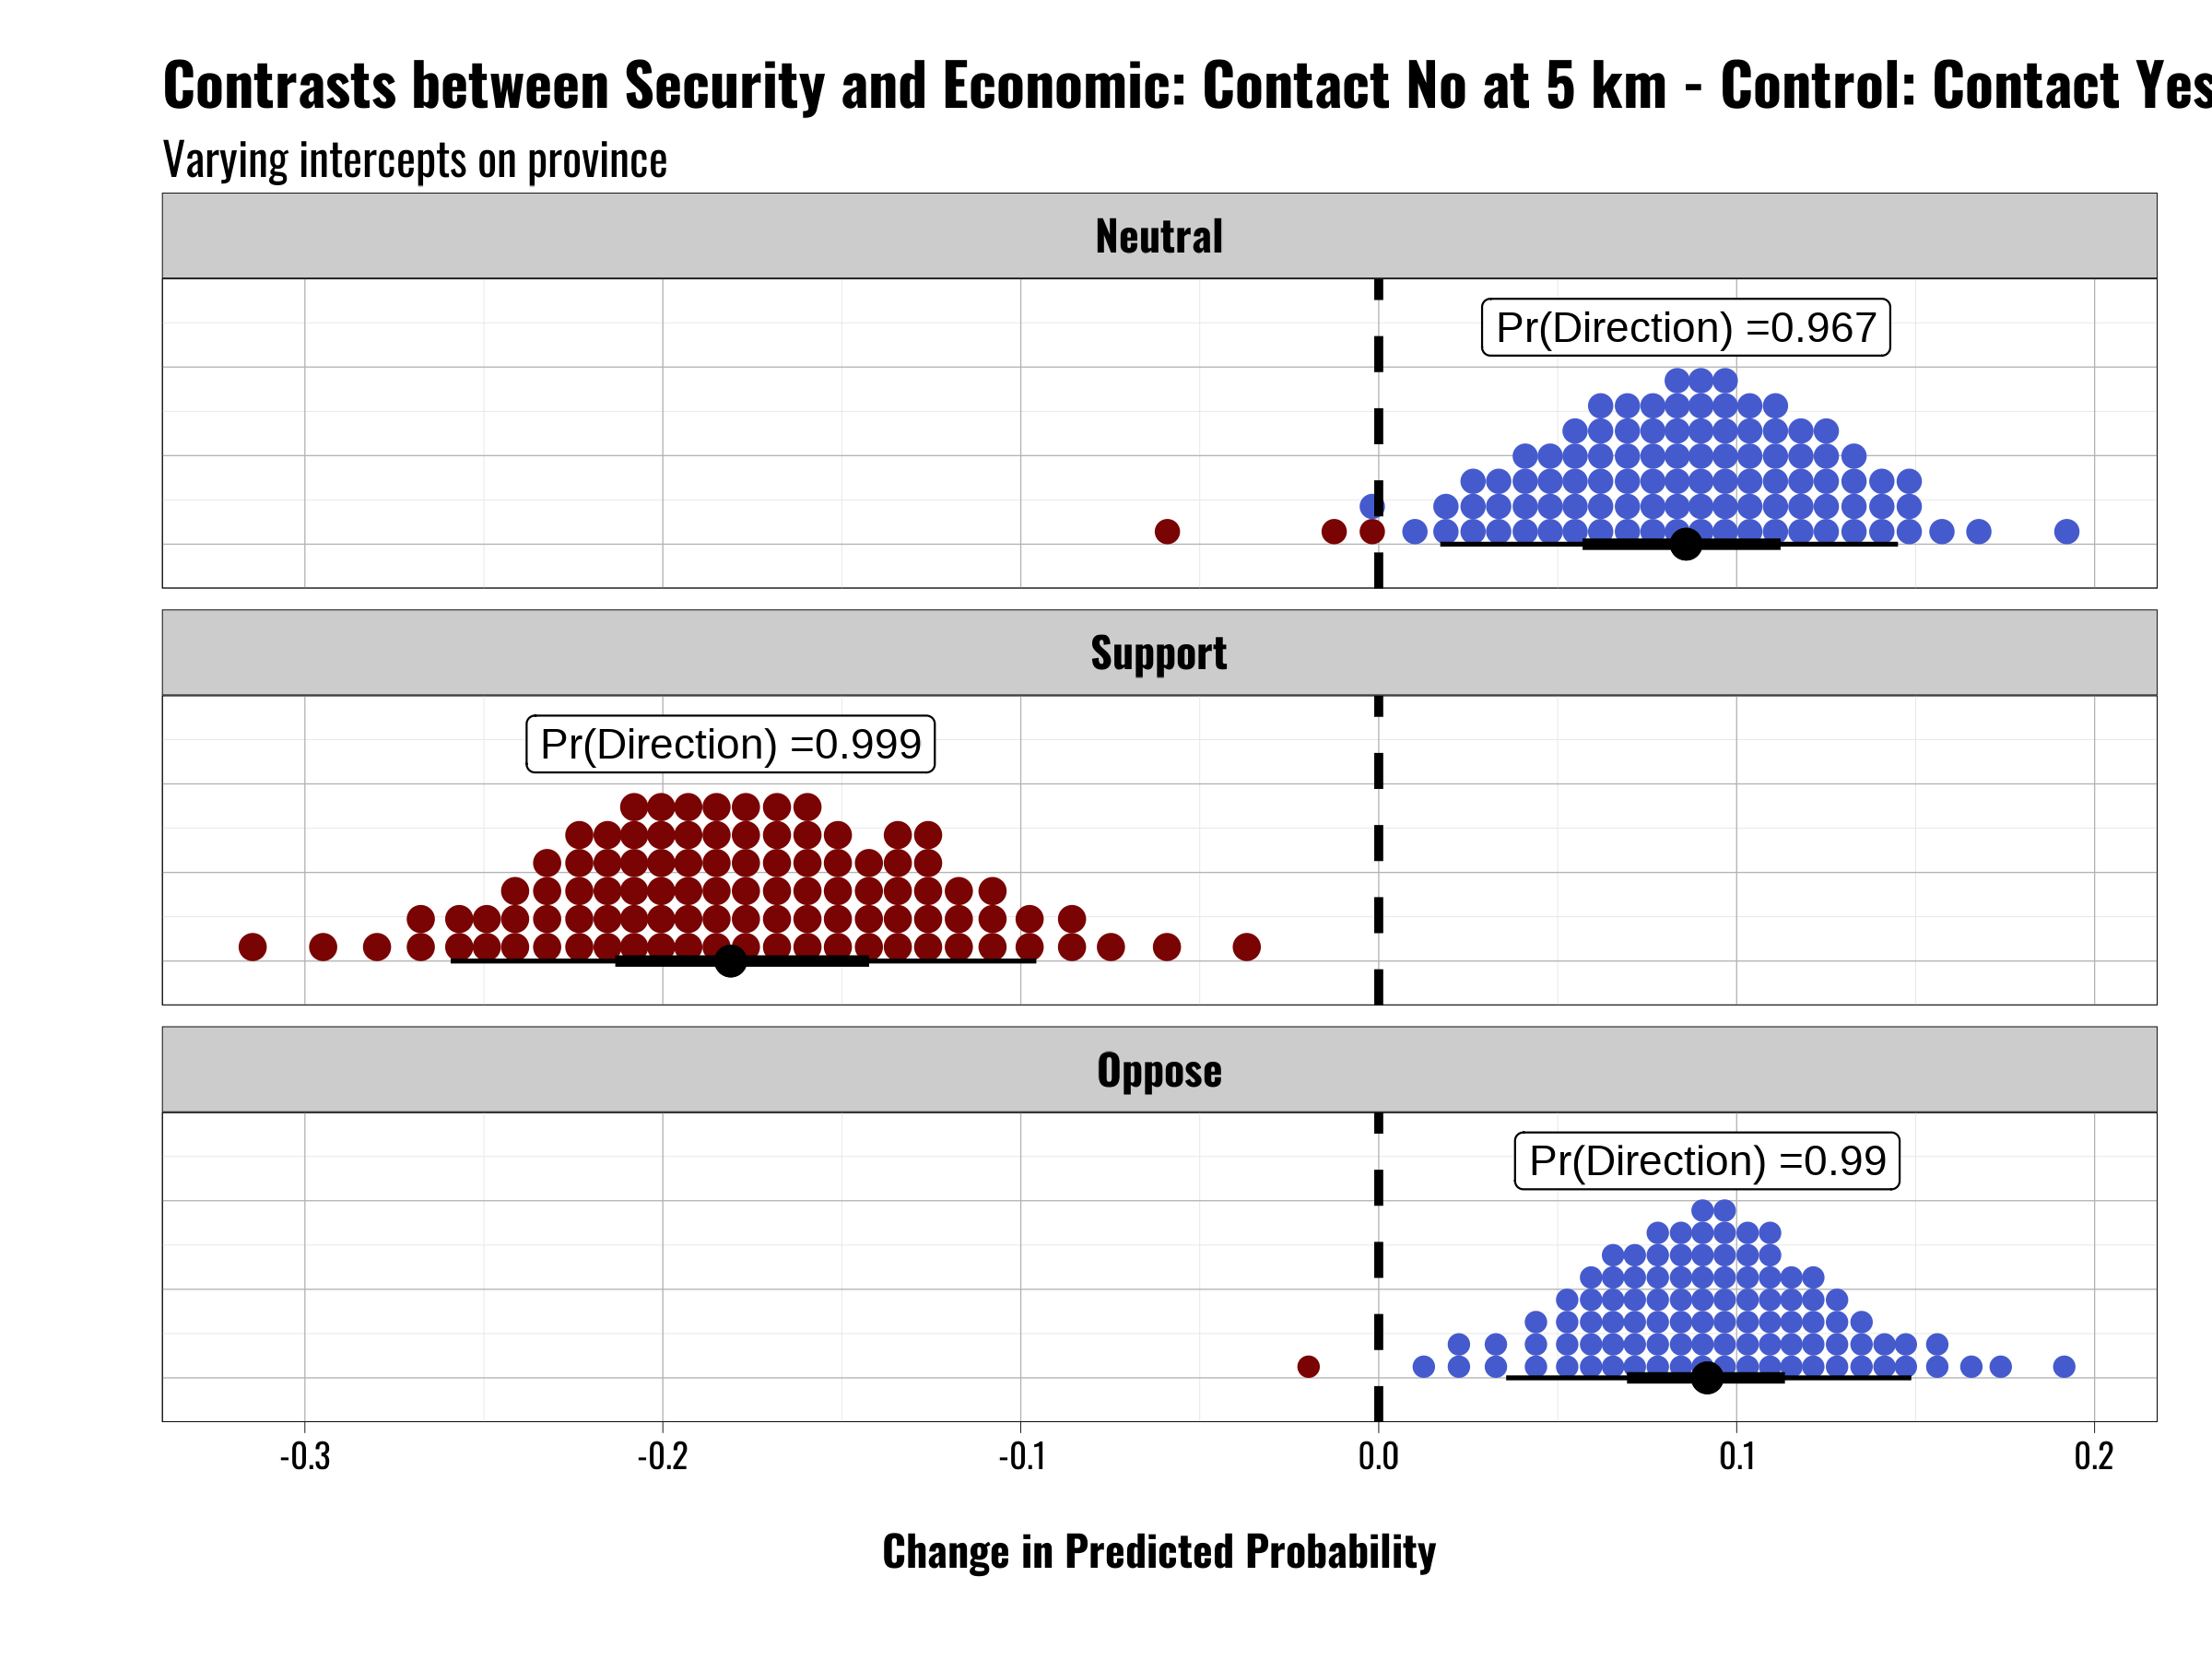 Contrasts between Security and Economic: Contact No at 5 km - Control: Contact Yes
Varying intercepts on province
Neutral
Pr(Direction) =0.967
Support
Pr(Direction) =0.999
Oppose
Pr(Direction) =0.99
-0.3 -0.2 -0.1 0.0 0.1 0.2
Change in Predicted Probability